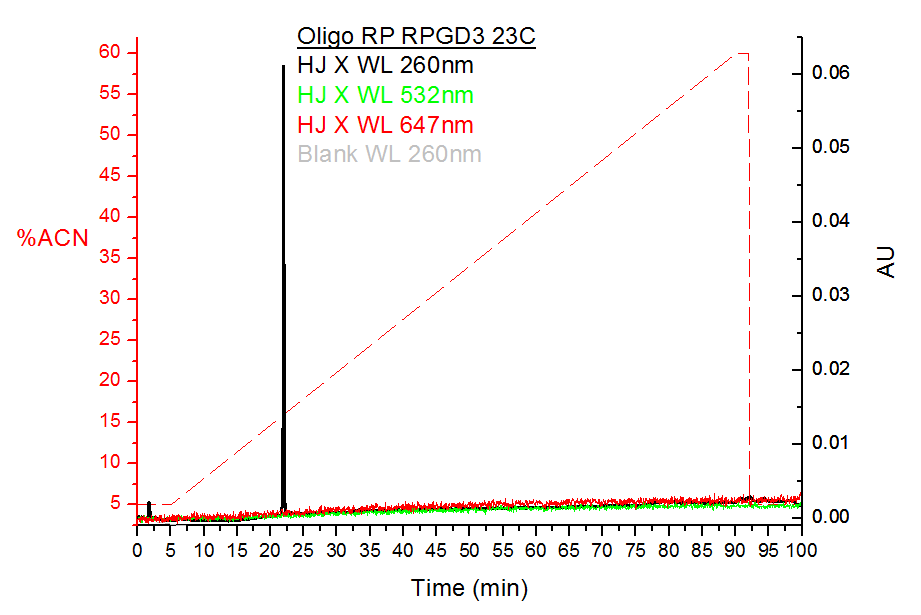 Oligo RP RPGD3 23C
HJ X WL 260nm
HJ X WL 532nm
HJ X WL 647nm
Blank WL 260nm
60
55
50
45
40
35
30
25
20
15
10
5
%ACN
0.06
0.05
0.04
0.03
0.02
0.01
0.00
AU
0 5 10 15 20 25 30 35 40 45 50 55 60 65 70 75 80 85 90 95 100
Time (min)